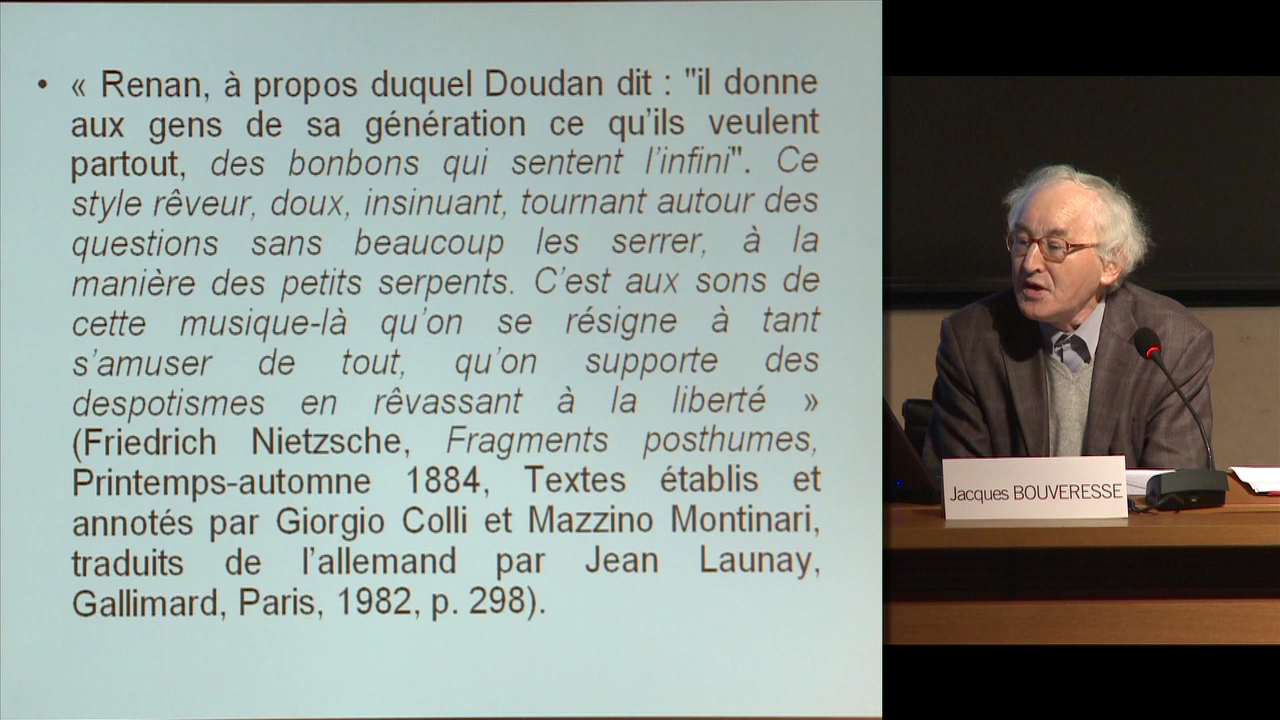 • « Renan, à propos duquel Doudan dit : "il donne
aux gens de sa génération ce qu'ils veulent
partout, des bonbons qui sentent l'infini". Ce
style rêveur, doux, insinuant, tournant autour des
questions sans beaucoup les serrer, à la
manière des petits serpents. C'est aux sons de
cette musique-là qu'on se résigne à tant
s'amuser de tout, qu'on supporte des
despotismes en rêvassant à la liberté »
(Friedrich Nietzsche, Fragments posthumes,
Printemps-automne 1884, Textes établis et
annotés par Giorgio Colli et Mazzino Montinari,
traduits de l'allemand par Jean Launay,
Gallimard, Paris, 1982, p. 298).
Jacques BOUVERESSE